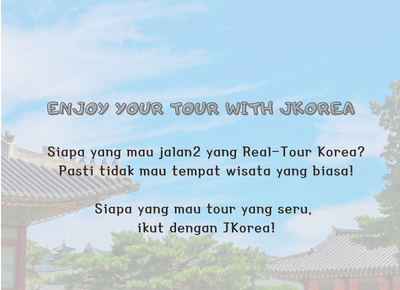 ENJOY YOUR TOUR WITH JKOREA
Siapa yang mau jalan2 yang Real-Tour Korea?
Pasti tidak mau tempat wisata yang biasa!
Siapa yang mau tour yang seru,
ikut dengan JKorea!